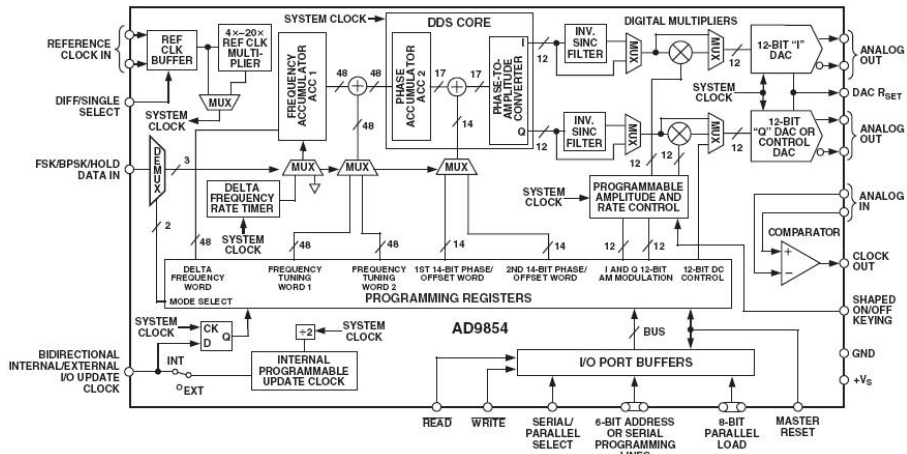 SYSTEM CLOCK
DDS CORE
DIGITAL MULTIPLIERS
REFERENCE
CLOCK IN
REF
CLK
BUFFER
4×–20×
REF CLK
MULTI-
PLIER
MUX
SYSTEM CLOCK
DIFF/SINGLE
SELECT
FREQUENCY
ACCUMULATOR
ACC 1
48
48
48
PHASE
ACCUMULATOR
ACC 2
17
17
14
PHASE-TO-
AMPLITUDE
CONVERTER
I
Q
12
12
INV.
SINC
FILTER
MUX
12
MUX
12
12-BIT “I”
DAC
ANALOG
OUT
SYSTEM
CLOCK
DAC RSET
INV.
SINC
FILTER
MUX
12
12
12
MUX
12
12-BIT
“Q” DAC OR
CONTROL
DAC
ANALOG
OUT
FSK/BPSK/HOLD
DATA IN
DEMUX
3
2
MUX
MUX
MUX
DELTA
FREQUENCY
RATE TIMER
SYSTEM
CLOCK
SYSTEM
CLOCK
PROGRAMMABLE
AMPLITUDE AND
RATE CONTROL
ANALOG
IN
COMPARATOR
+
–
CLOCK
OUT
48
48
48
14
14
12
12
DELTA
FREQUENCY
WORD
FREQUENCY
TUNING
WORD 1
FREQUENCY
TUNING
WORD 2
1ST 14-BIT PHASE/
OFFSET WORD
2ND 14-BIT PHASE/
OFFSET WORD
I AND Q 12-BIT
AM MODULATION
12-BIT DC
CONTROL
MODE SELECT
PROGRAMMING REGISTERS
SHAPED
ON/OFF
KEYING
SYSTEM
CLOCK
CK
D
Q
÷2
SYSTEM
CLOCK
AD9854
BUS
BIDIRECTIONAL
INTERNAL/EXTERNAL
I/O UPDATE
CLOCK
INT
EXT
INTERNAL
PROGRAMMABLE
UPDATE CLOCK
I/O PORT BUFFERS
GND
+VS
READ
WRITE
SERIAL/
PARALLEL
SELECT
6-BIT ADDRESS
OR SERIAL
PROGRAMMING
LINES
8-BIT
PARALLEL
LOAD
MASTER
RESET